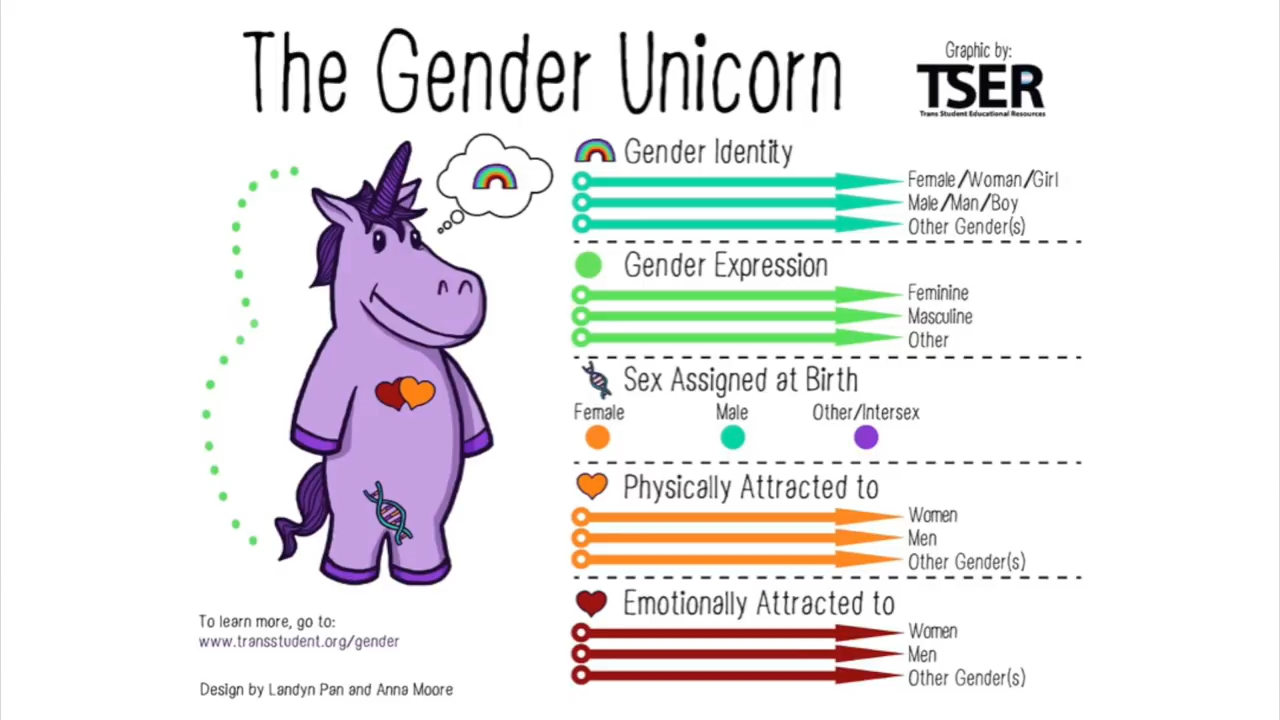 The Gender Unicorn
Graphic by:
TSER
Trans Student Educational Resources
Gender Identity
Female/Woman/Girl
Male/Man/Boy
Other Gender(s)
Gender Expression
Feminine
Masculine
Other
Sex Assigned at Birth
Female Male Other/Intersex
Physically Attracted to
Women
Men
Other Gender(s)
Emotionally Attracted to
Women
Men
Other Gender(s)
To learn more, go to:
www.transstudent.org/gender
Design by Landyn Pan and Anna Moore